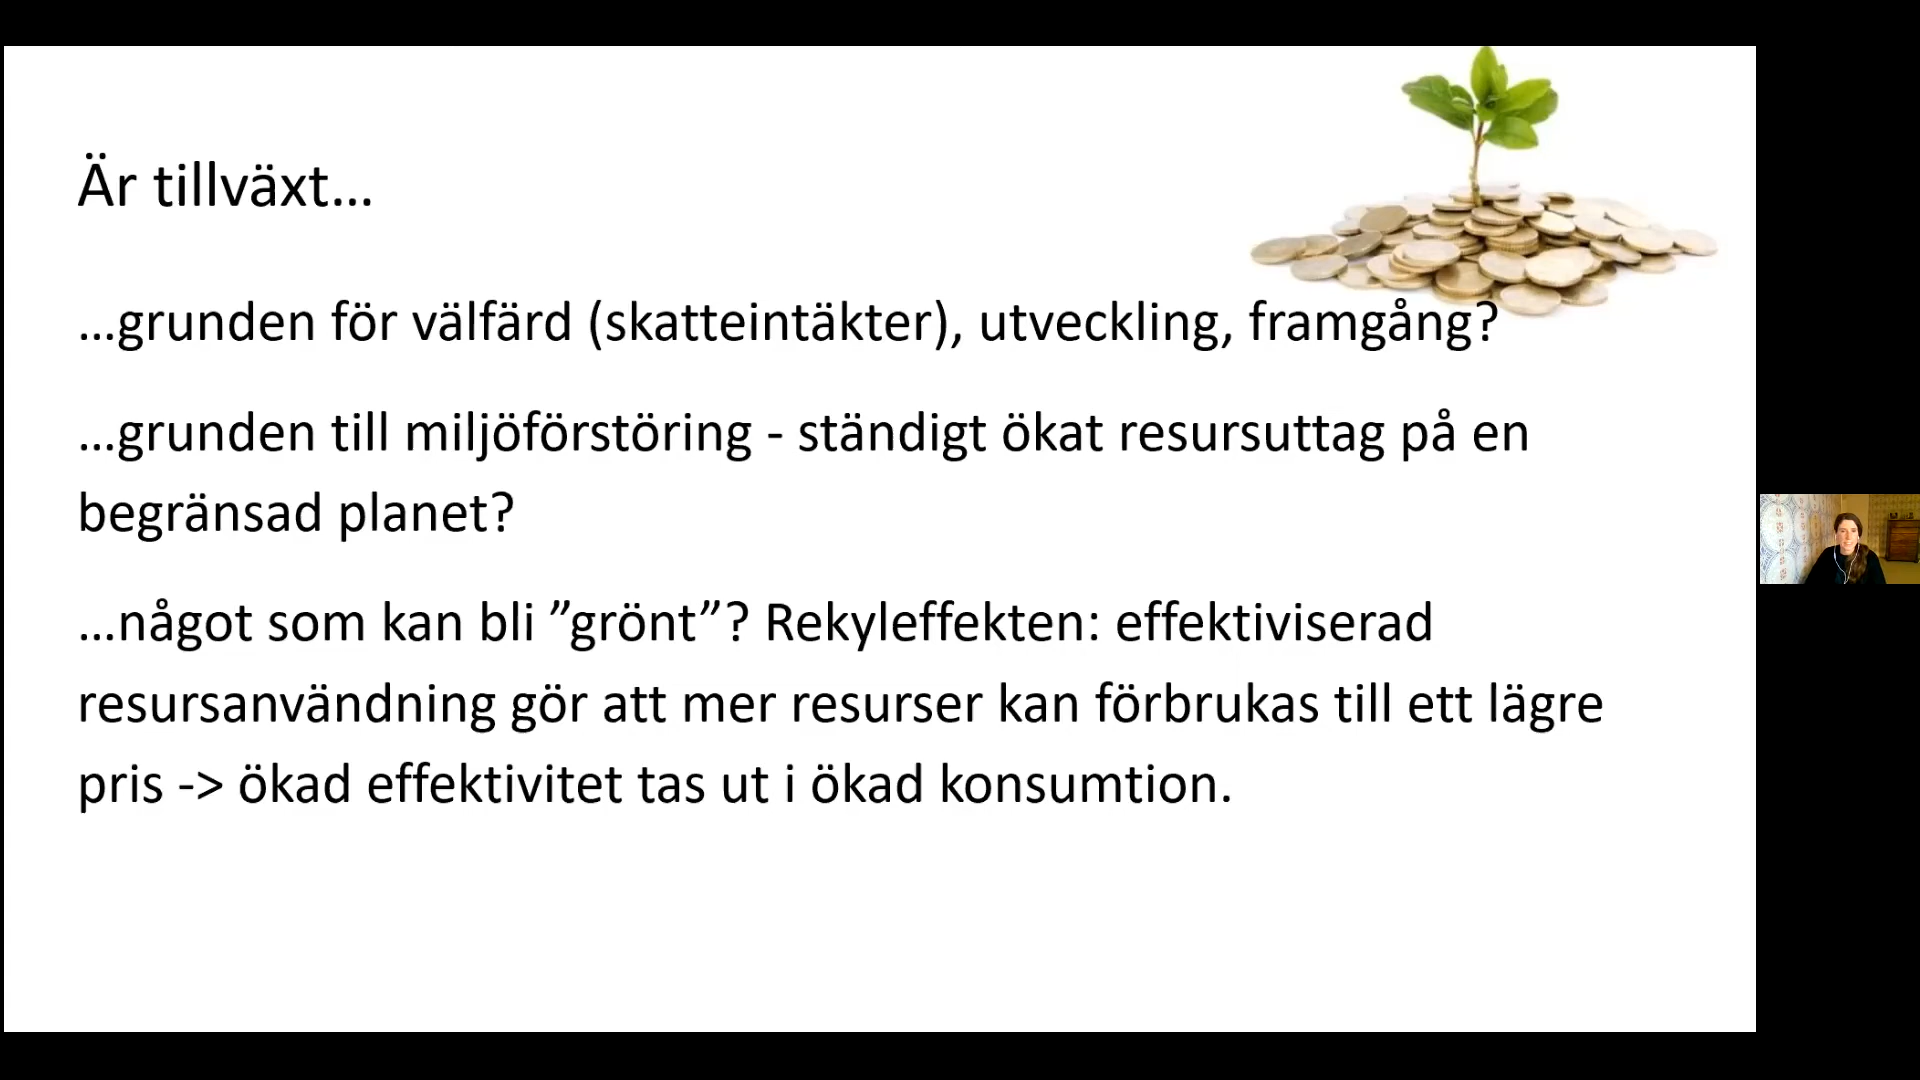 Är tillväxt…
…grunden för välfärd (skatteintäkter), utveckling, framgång?
…grunden till miljöförstöring - ständigt ökat resursuttag på en
begränsad planet?
…något som kan bli ”grönt”? Rekyleffekten: effektiviserad
resursanvändning gör att mer resurser kan förbrukas till ett lägre
pris -> ökad effektivitet tas ut i ökad konsumtion.